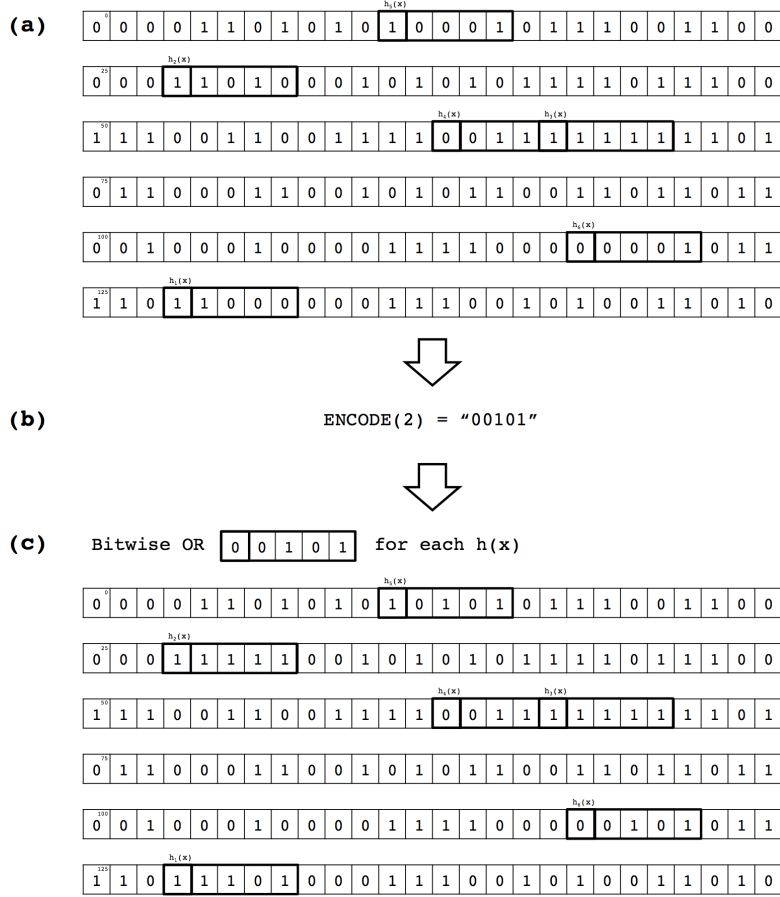 (a)
h₅(x)
0 0 0 0 0 1 1 0 1 0 1 0 1 0 0 0 1 0 1 1 1 0 0 1 1 0 0
h₂(x)
25 0 0 0 1 1 0 1 0 0 0 1 0 1 0 1 0 1 0 1 1 1 0 1 1 1 0 0
h₄(x) h₃(x)
50 1 1 1 0 0 1 1 0 0 1 1 1 1 0 0 1 1 1 1 1 1 1 1 1 0 1
75 0 1 1 0 0 0 1 1 0 0 1 0 1 0 1 1 0 0 1 1 0 1 1 0 1 1
h₆(x)
100 0 0 1 0 0 0 1 0 0 0 0 1 1 1 1 0 0 0 0 0 0 0 1 0 1 1
h₁(x)
125 1 1 0 1 1 0 0 0 0 0 0 1 1 1 0 0 1 0 1 0 0 1 1 0 1 0
(b) ENCODE(2) = “00101”
(c) Bitwise OR 0 0 1 0 1 for each h(x)
h₅(x)
0 0 0 0 0 1 1 0 1 0 1 0 1 0 1 0 1 0 1 1 1 0 0 1 1 0 0
h₂(x)
25 0 0 0 1 1 1 1 1 0 0 1 0 1 0 1 0 1 0 1 1 1 0 1 1 1 0 0
h₄(x) h₃(x)
50 1 1 1 0 0 1 1 0 0 1 1 1 1 0 0 1 1 1 1 1 1 1 1 1 0 1
75 0 1 1 0 0 0 1 1 0 0 1 0 1 0 1 1 0 0 1 1 0 1 1 0 1 1
h₆(x)
100 0 0 1 0 0 0 1 0 0 0 0 1 1 1 1 0 0 0 0 0 1 0 1 0 1 1
h₁(x)
125 1 1 0 1 1 1 0 1 0 0 0 1 1 1 0 0 1 0 1 0 0 1 1 0 1 0